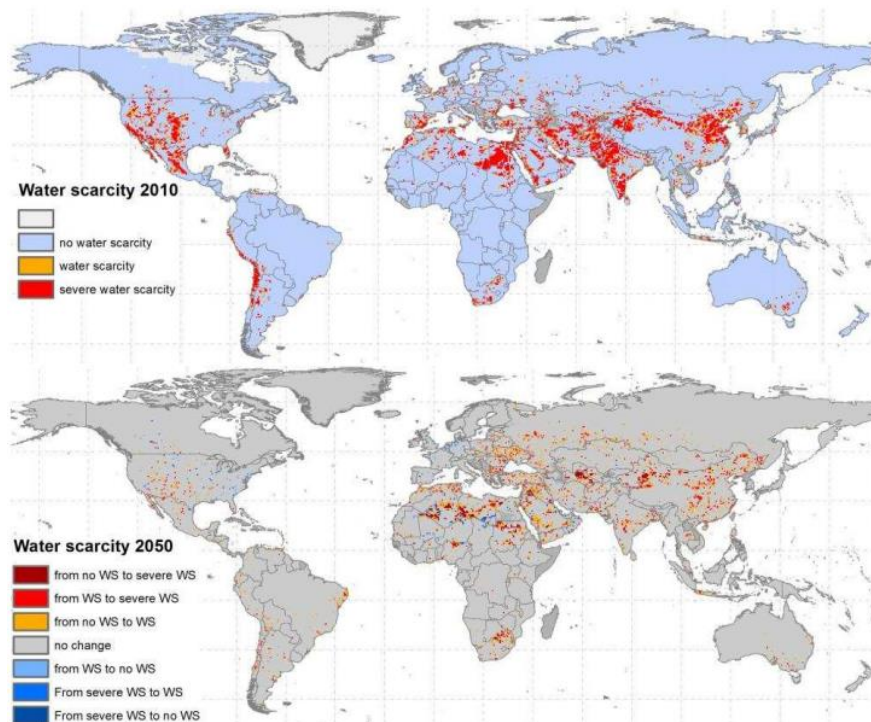 Water scarcity 2010
no water scarcity
water scarcity
severe water scarcity
Water scarcity 2050
from no WS to severe WS
from WS to severe WS
from no WS to WS
no change
from WS to no WS
From severe WS to WS
From severe WS to no WS